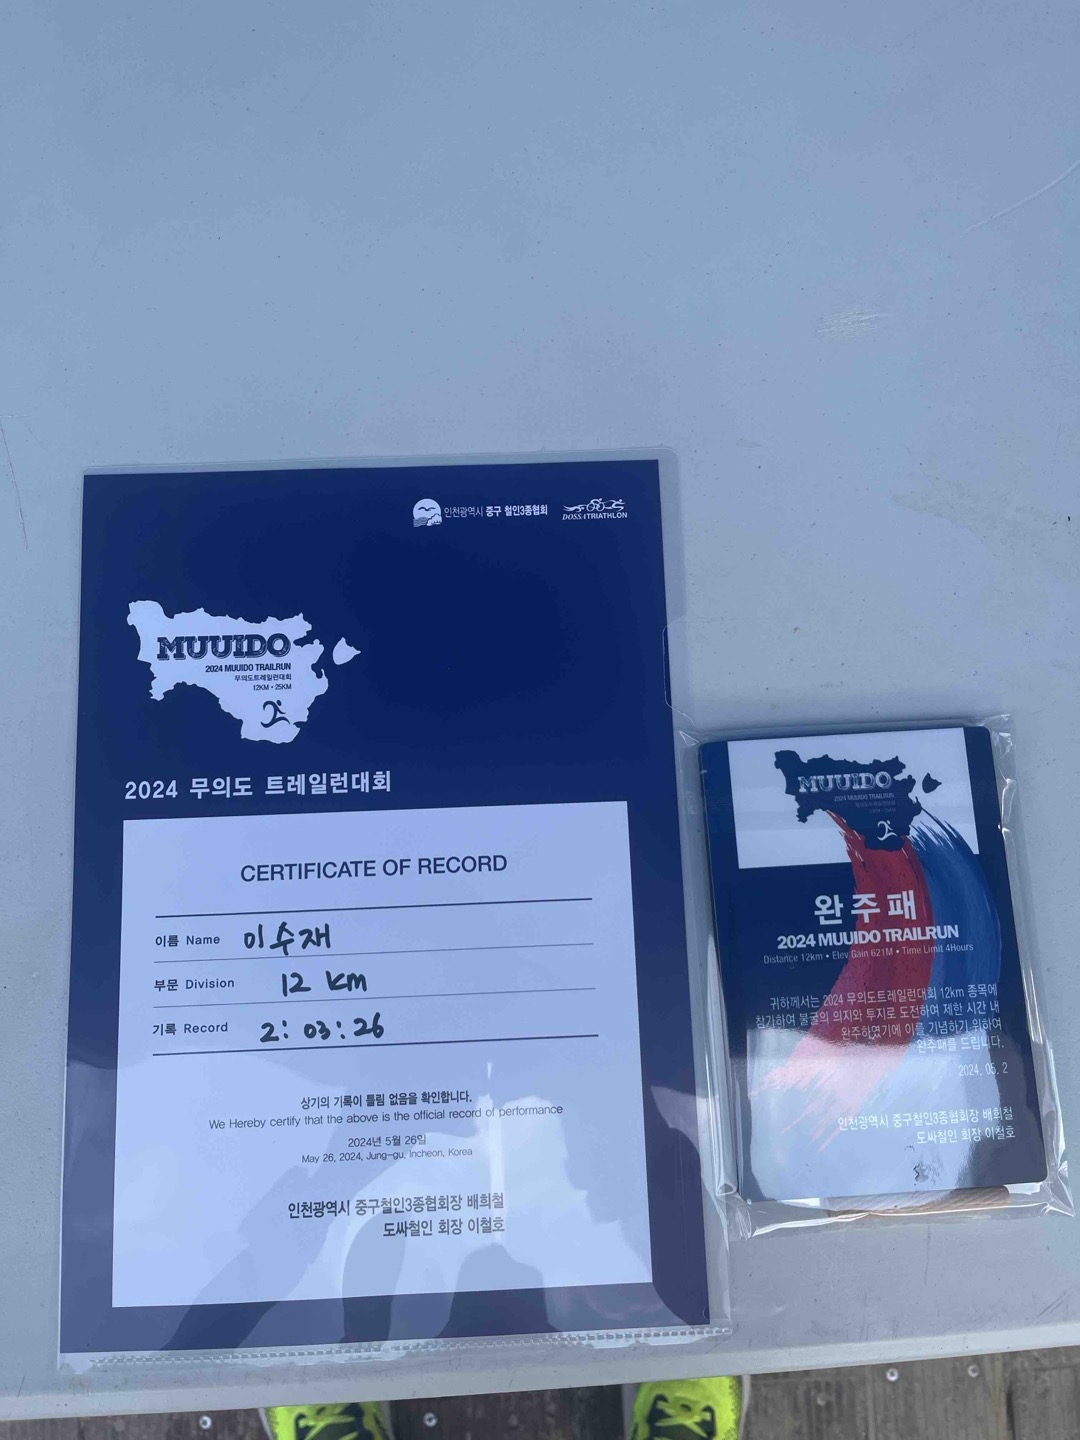 인천광역시 중구 철인3종협회
DOSSATRIATHLON
MUUIDO
2024 MUUIDO TRAILRUN
무의도트레일런대회
12KM • 25KM
2024 무의도 트레일런대회
CERTIFICATE OF RECORD
이름 Name 이수재
부문 Division 12 km
기록 Record 2:03:26
상기의 기록이 틀림 없음을 확인합니다.
We Hereby certify that the above is the official record of performance
2024년 5월 26일
May 26, 2024, Jung-gu, Incheon, Korea
인천광역시 중구철인3종협회장 배희철
도싸철인 회장 이철호
MUUIDO
2024 MUUIDO TRAILRUN
완주패
2024 MUUIDO TRAILRUN
Distance 12km • Elev Gain 621M • Time Limit 4Hours
귀하께서는 2024 무의도트레일런대회 12km 종목에
참가하여 불굴의 의지와 투지로 도전하여 제한 시간 내
완주하였기에 이를 기념하기 위하여
완주패를 드립니다.
2024. 05. 2
인천광역시 중구철인3종협회장 배희철
도싸철인 회장 이철호